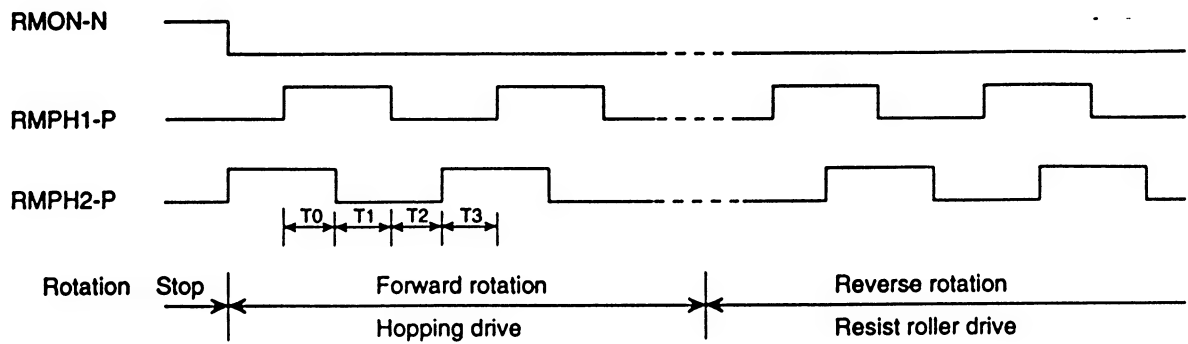 RMON-N
RMPH1-P
RMPH2-P
T0 T1 T2 T3
Rotation Stop Forward rotation Reverse rotation
Hopping drive Resist roller drive